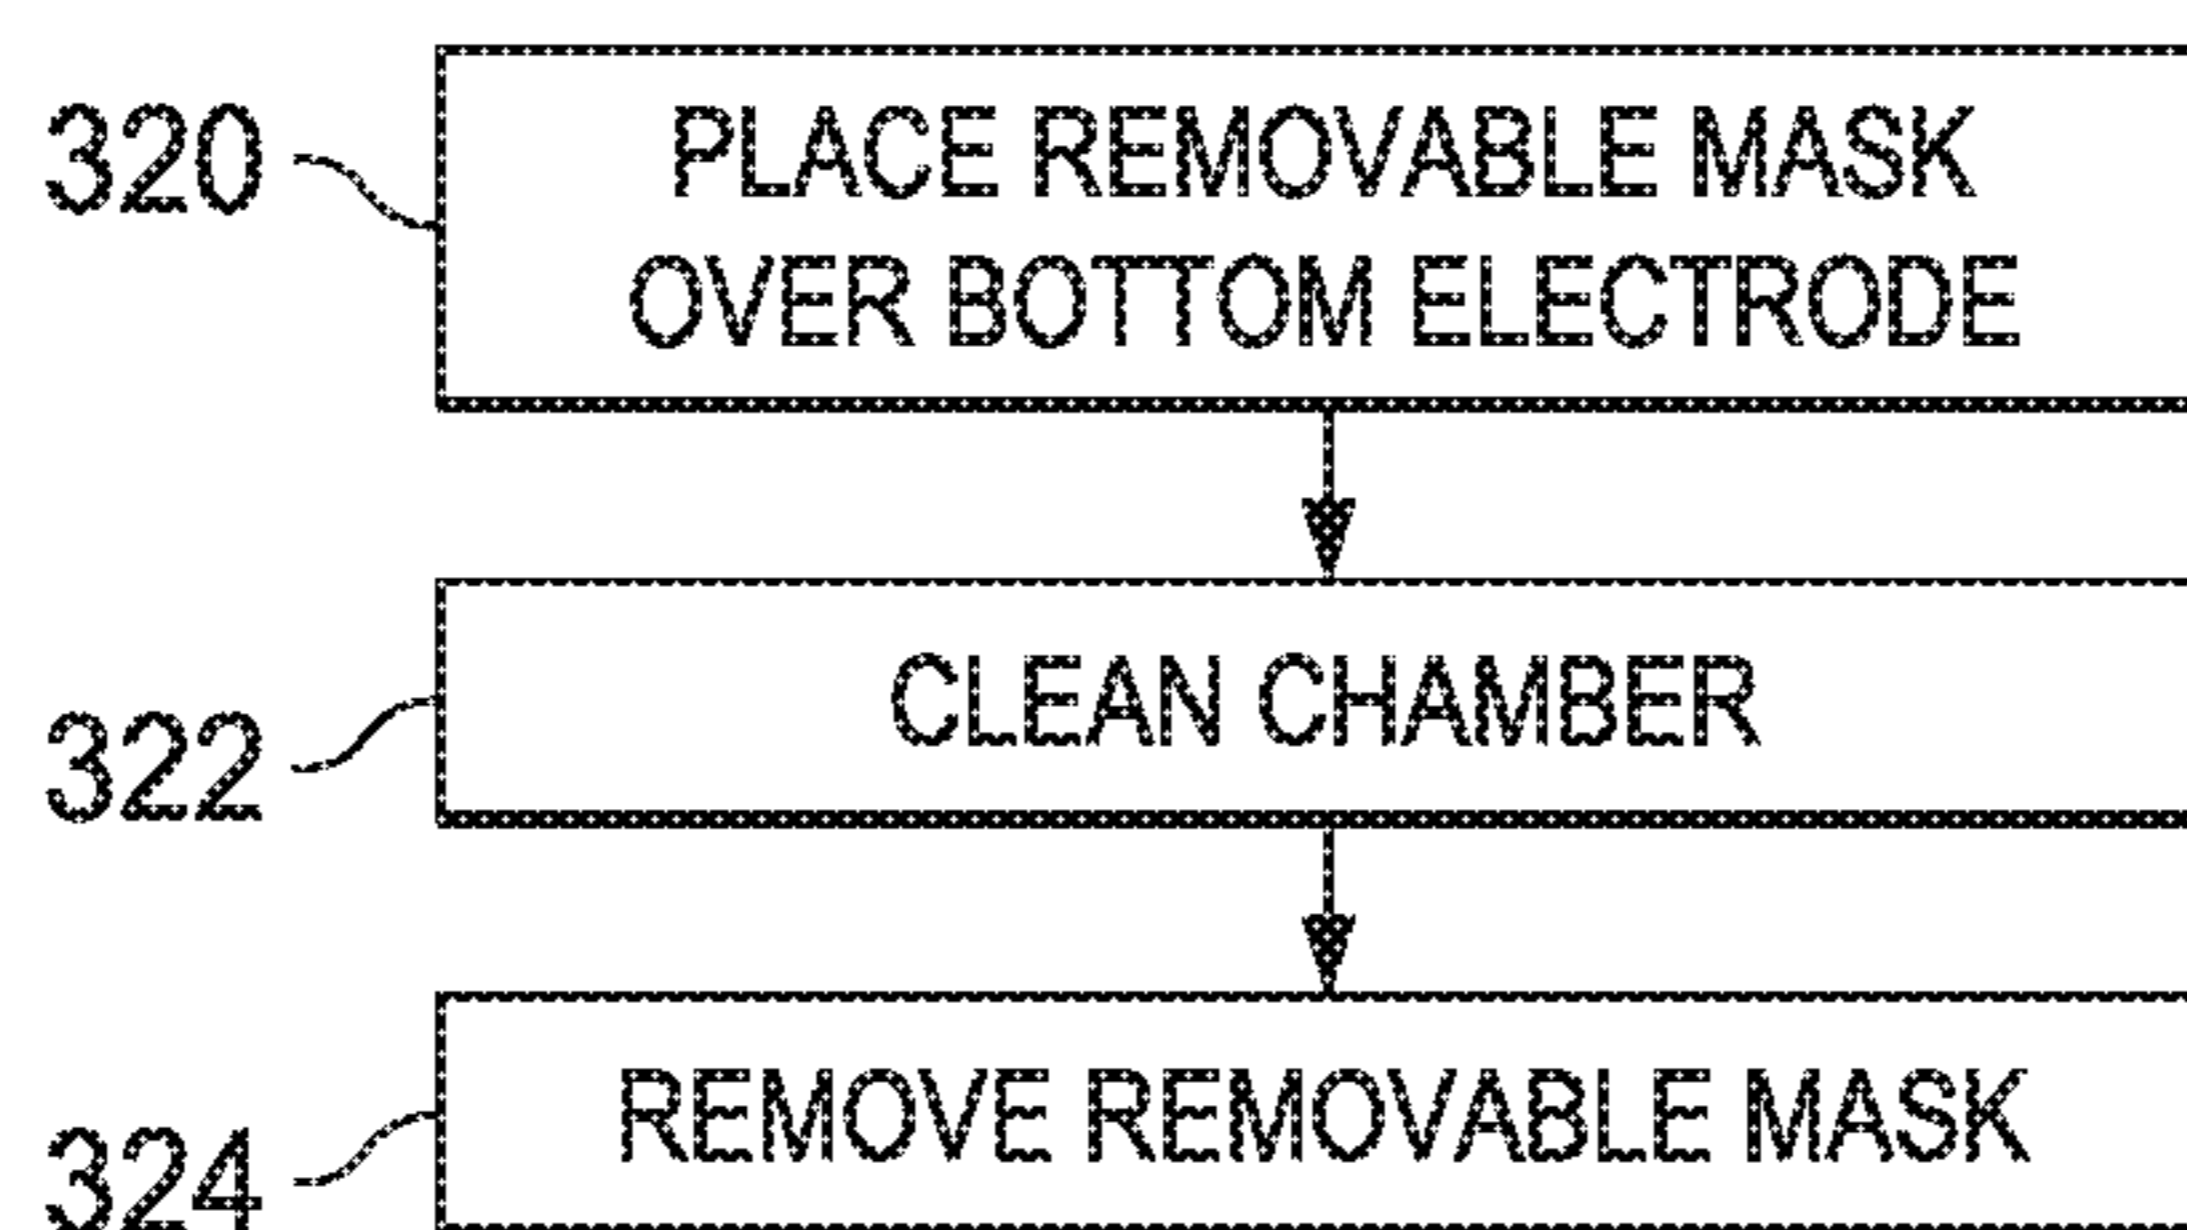 320
PLACE REMOVABLE MASK
OVER BOTTOM ELECTRODE
322
CLEAN CHAMBER
324
REMOVE REMOVABLE MASK